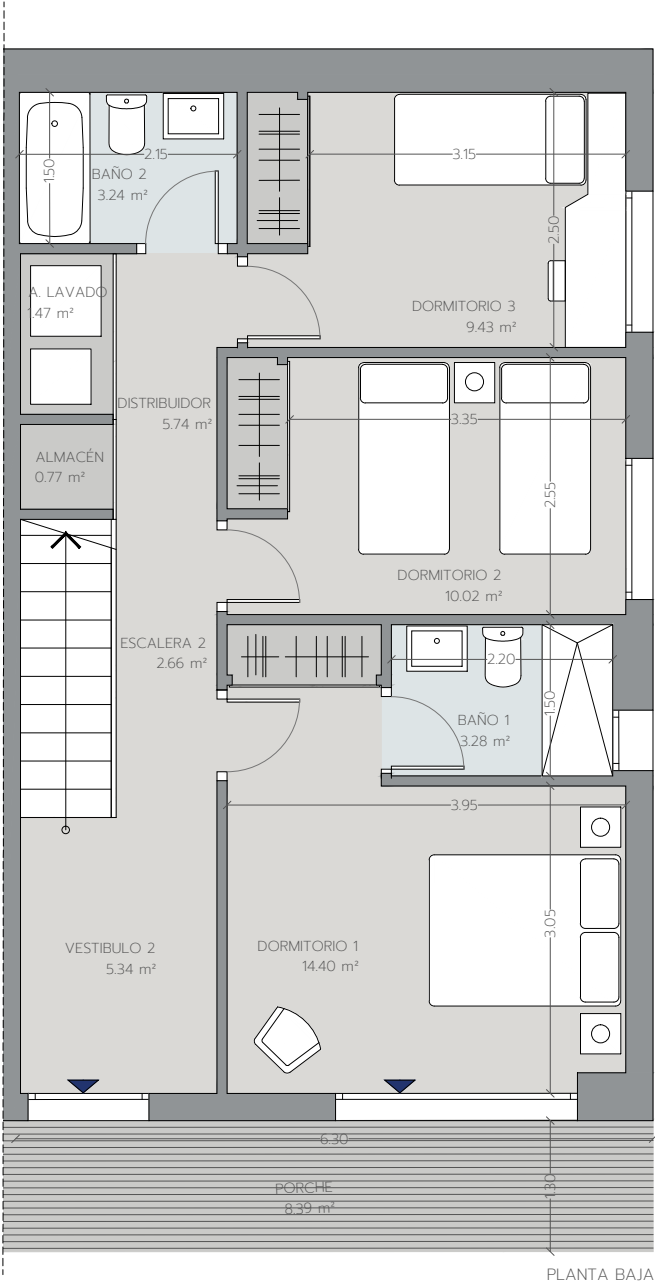 2.15
1.50
BAÑO 2
3.24 m²
3.15
2.50
A. LAVADO
1.47 m²
DORMITORIO 3
9.43 m²
DISTRIBUIDOR
5.74 m²
3.35
ALMACÉN
0.77 m²
2.55
DORMITORIO 2
10.02 m²
ESCALERA 2
2.66 m²
2.20
1.50
BAÑO 1
3.28 m²
3.95
3.05
VESTIBULO 2
5.34 m²
DORMITORIO 1
14.40 m²
6.30
PORCHE
8.39 m²
1.30
PLANTA BAJA